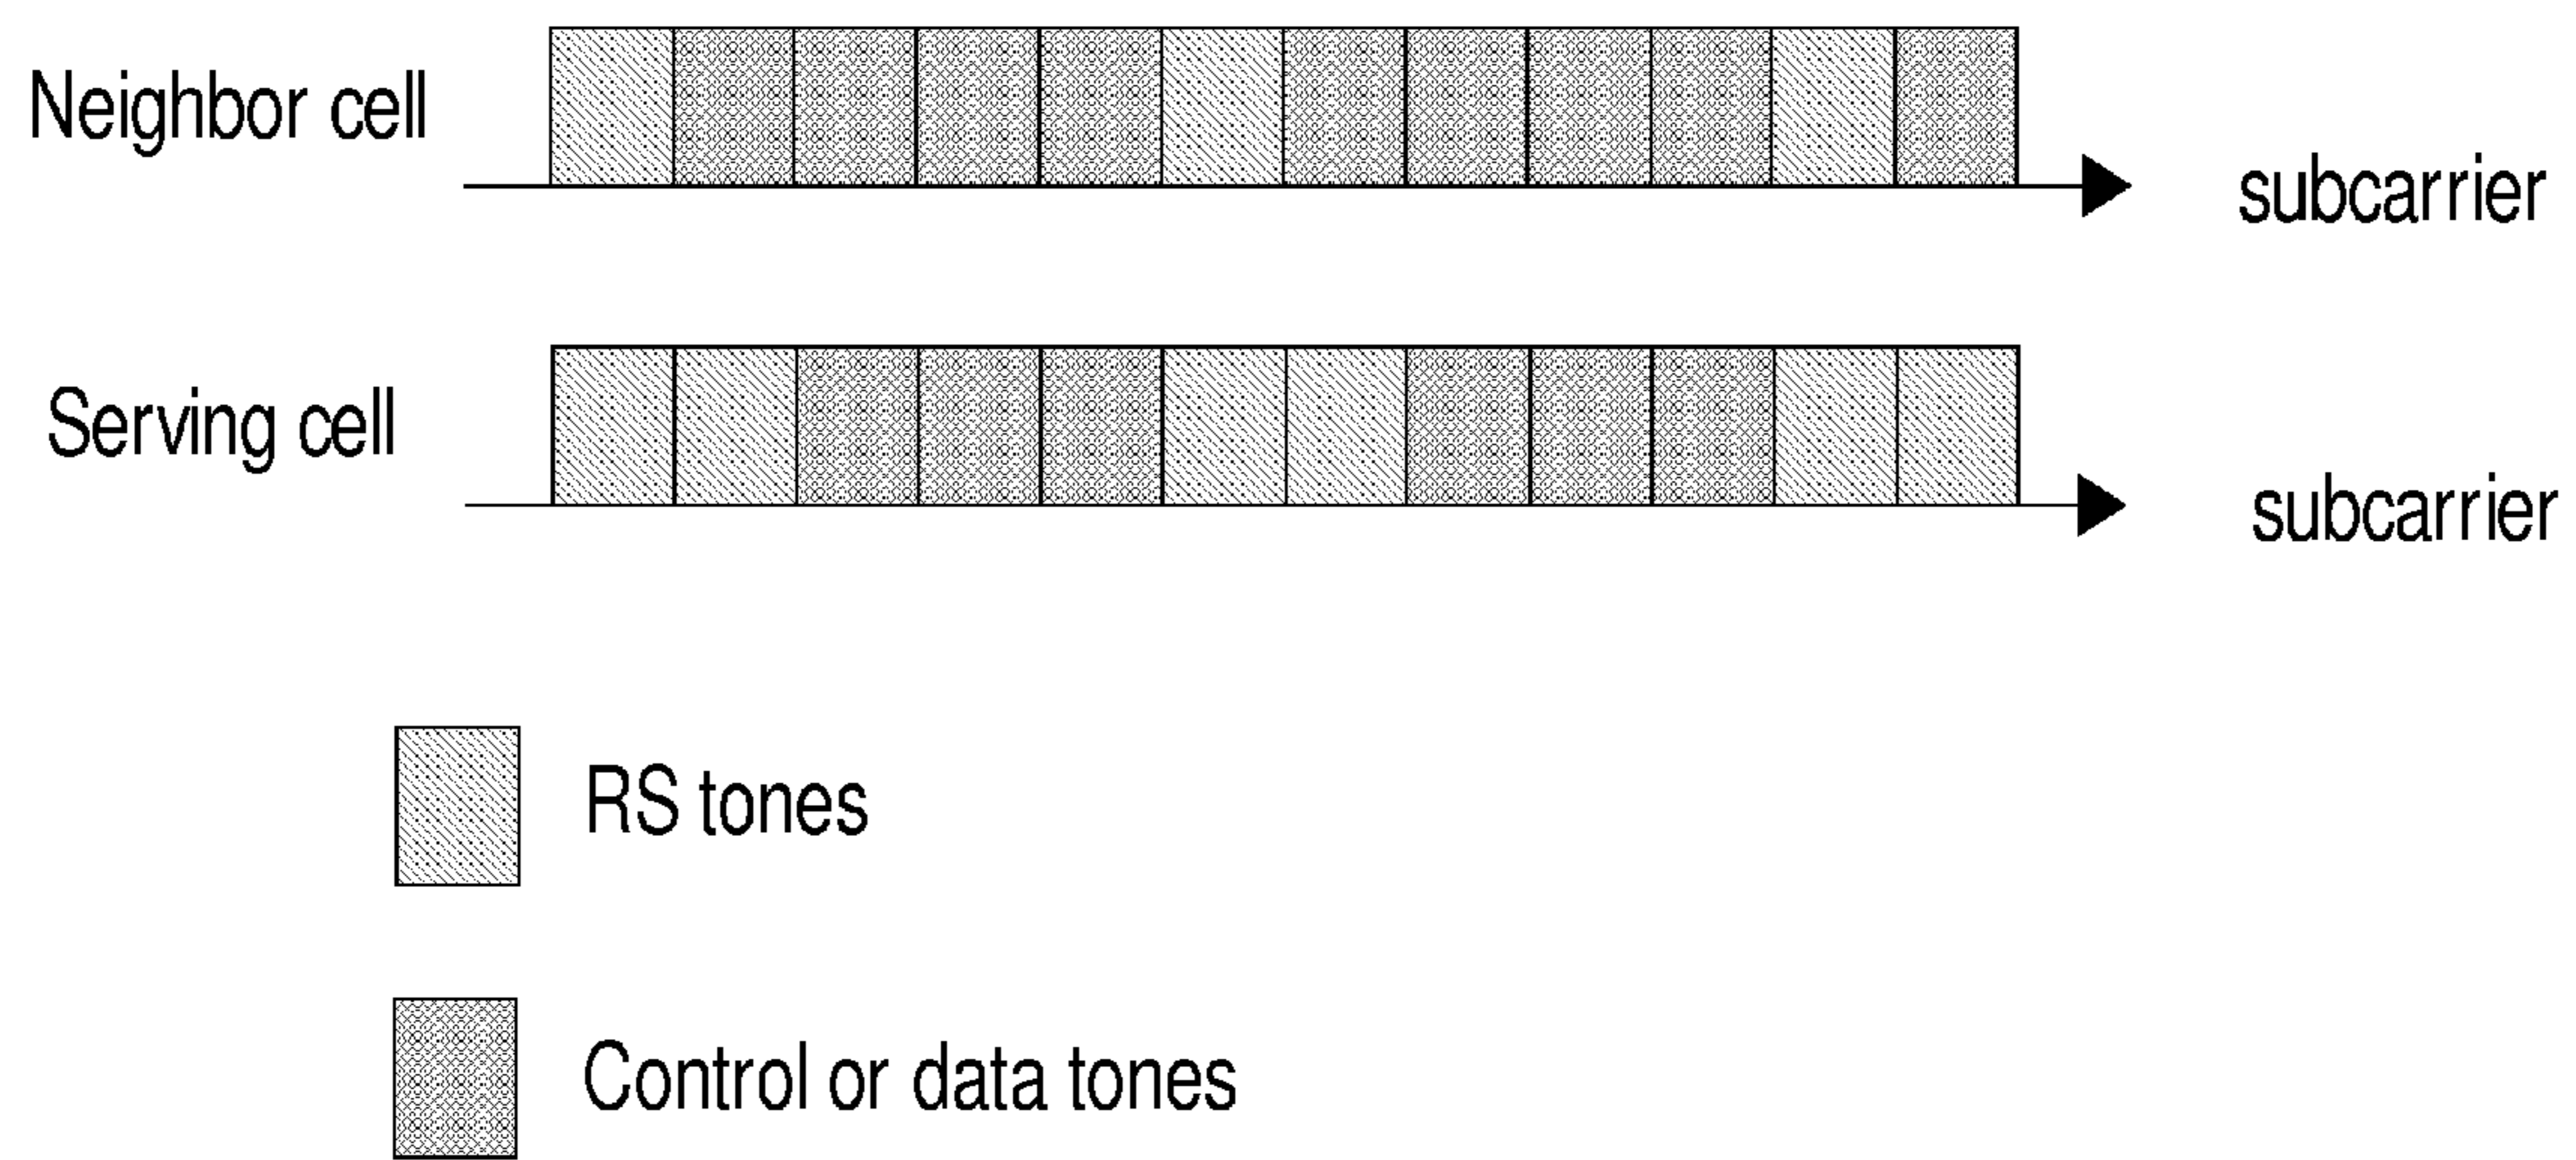 Neighbor cell
subcarrier
Serving cell
subcarrier
RS tones
Control or data tones